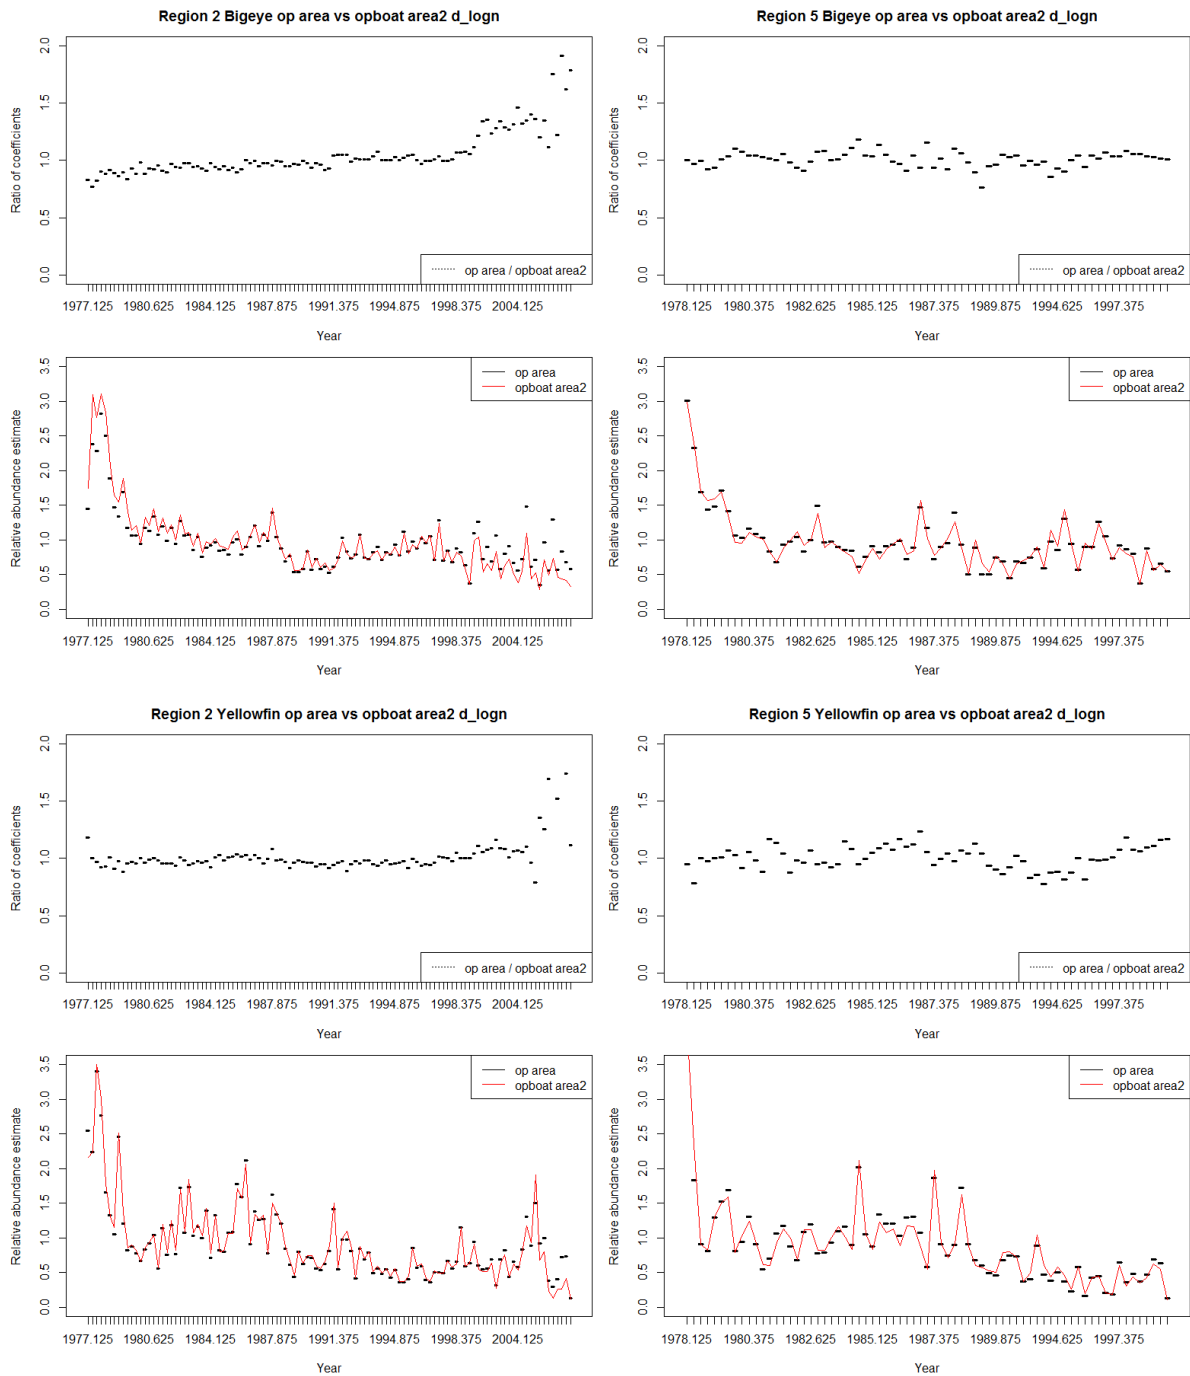 Region 2 Bigeye op area vs opboat area2 d_logn
Ratio of coefficients
0.0 0.5 1.0 1.5 2.0
op area / opboat area2
1977.125 1980.625 1984.125 1987.875 1991.375 1994.875 1998.375 2004.125
Year
Relative abundance estimate
0.0 0.5 1.0 1.5 2.0 2.5 3.0 3.5
op area
opboat area2
1977.125 1980.625 1984.125 1987.875 1991.375 1994.875 1998.375 2004.125
Year
Region 5 Bigeye op area vs opboat area2 d_logn
Ratio of coefficients
0.0 0.5 1.0 1.5 2.0
op area / opboat area2
1978.125 1980.375 1982.625 1985.125 1987.375 1989.875 1994.625 1997.375
Year
Relative abundance estimate
0.0 0.5 1.0 1.5 2.0 2.5 3.0 3.5
op area
opboat area2
1978.125 1980.375 1982.625 1985.125 1987.375 1989.875 1994.625 1997.375
Year
Region 2 Yellowfin op area vs opboat area2 d_logn
Ratio of coefficients
0.0 0.5 1.0 1.5 2.0
op area / opboat area2
1977.125 1980.625 1984.125 1987.875 1991.375 1994.875 1998.375 2004.125
Year
Relative abundance estimate
0.0 0.5 1.0 1.5 2.0 2.5 3.0 3.5
op area
opboat area2
1977.125 1980.625 1984.125 1987.875 1991.375 1994.875 1998.375 2004.125
Year
Region 5 Yellowfin op area vs opboat area2 d_logn
Ratio of coefficients
0.0 0.5 1.0 1.5 2.0
op area / opboat area2
1978.125 1980.375 1982.625 1985.125 1987.375 1989.875 1994.625 1997.375
Year
Relative abundance estimate
0.0 0.5 1.0 1.5 2.0 2.5 3.0 3.5
op area
opboat area2
1978.125 1980.375 1982.625 1985.125 1987.375 1989.875 1994.625 1997.375
Year